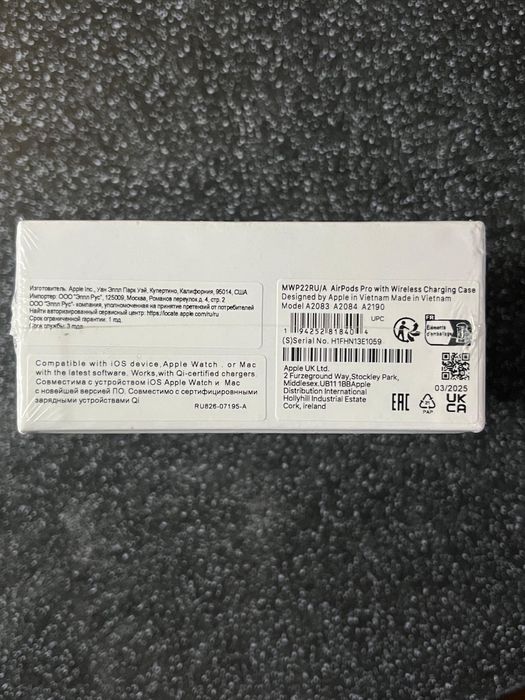 Изготовитель. Apple Inc., Уан Эппл Парк Уэй, Купертино, Калифорния, 95014, США
Импортер: ООО "Эппл Рус", 125009, Москва, Романов переулок д. 4, стр. 2
ООО "Эппл Рус"- компания, уполномоченная на принятие претензий от потребителей
Найти авторизированный сервисный центр: https://locate.apple.com/ru/ru
Срок ограниченной гарантии. 1 год
Срок службы. 3 года
Compatible with iOS device,Apple Watch , or Mac
with the latest software. Works,with Qi-certified chargers.
Совместима с устройством iOS Apple Watch и Mac
с новейшей версией ПО. Совместимо с сертифицированными
зарядными устройствами Qi
RU826-07195-A
MWP22RU/A AirPods Pro with Wireless Charging Case
Designed by Apple in Vietnam Made in Vietnam
Model A2083 A2084 A2190
UPC
1 94252 81840 4
(S)Serial No. H1FHN13E1059
FR
Éléments
d'emballage
Apple UK Ltd.
2 Furzeground Way,Stockley Park,
Middlesex.UB11 1BBApple
Distribution International
Hollyhill Industrial Estate
Cork, ireland
EAC
21
PAP
03/2025
UK
CA